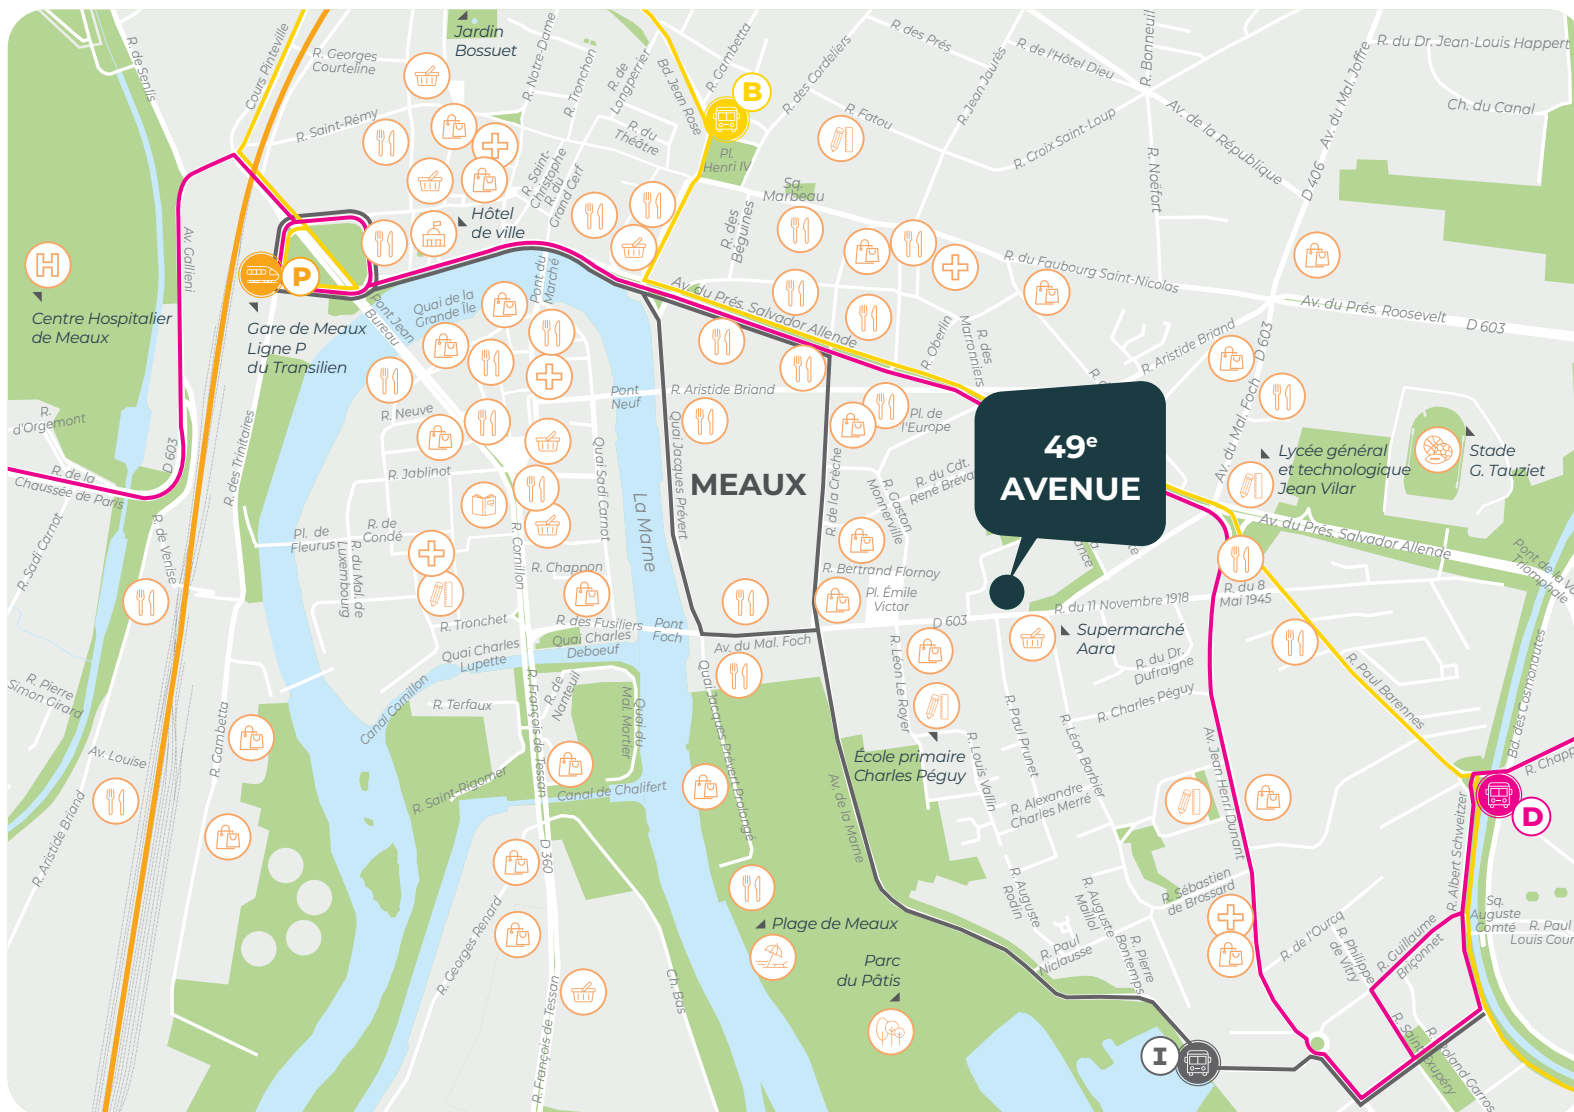 Jardin
Bossuet
R. de Senlis
Cours Pinteville
R. Georges
Courteline
R. Notre-Dame
R. Tronchon
R. de
Longperrier
Bd. Jean Rose
R. Gambetta
B
R. des Cordeliers
R. des Prés
R. Jean Jaurès
R. de l'Hôtel Dieu
R. Bonneuil
Av. du Mal. Joffre
R. du Dr. Jean-Louis Happert
Ch. du Canal
R. Saint-Rémy
R. du
Théâtre
R. Fatou
R. Croix Saint-Loup
Av. de la République
D 406
R. Noëfort
Pl.
Henri IV
Sq.
Marbeau
R. Saint-
Christophe
R. du
Grand Cerf
Hôtel
de ville
R. des
Béguines
R. du Faubourg Saint-Nicolas
Av. du Prés. Roosevelt
D 603
H
Centre Hospitalier
de Meaux
Av. Gallieni
P
Gare de Meaux
Ligne P
du Transilien
Pont Jean
Bureau
Quai de la
Grande Île
Pont du
Marché
Av. du Prés. Salvador Allende
R. Oberlin
R. des
Marronniers
R. Aristide Briand
D 603
Av. du Mal. Foch
R. Aristide Briand
Pont
Neuf
R. Neuve
R. Jablinot
Quai Sadi Carnot
La Marne
Quai Jacques Prévert
MEAUX
R. de la Crèche
Pl. de
l'Europe
R. du Cdt.
René Bréva
R. Gaston
Monnerville
49e
AVENUE
Lycée général
et technologique
Jean Vilar
Stade
G. Tauziet
Av. du Prés. Salvador Allende
R.
d'Orgemont
R. de la
Chaussée de Paris
D 603
R. des Trinitaires
R. Sadi Carnot
R. de Venise
Pl. de
Fleurus
R. de
Condé
R. du Mal. de
Luxembourg
R. Cornillon
R. Chappon
R. Tronchet
R. des Fusiliers
Quai Charles
Deboeuf
Quai Charles
Lupette
Pont
Foch
Av. du Mal. Foch
R. Bertrand Flornoy
Pl. Émile
Victor
D 603
R. du 11 Novembre 1918
R. du 8
Mai 1945
Supermarché
Aara
R. du Dr.
Dufraigne
R. Charles Péguy
R. Paul Barennes
Bd. des Cosmonautes
R. Pierre
Simon Girard
Av. Louise
R. Aristide Briand
R. Gambetta
Canal Cornillon
R. Terfaux
R. François de Tessan
R. de
Nanteuil
Quai du
Mal. Mortier
R. Saint-Rigomer
Canal de Chalifert
Quai Jacques Prévert Prolongé
Av. de la Marne
R. Léon Le Royer
École primaire
Charles Péguy
R. Louis Vallin
R. Paul Prunet
R. Léon Barbier
R. Alexandre
Charles Merré
Av. Jean Henri Dunant
D
R. Albert Schweitzer
D 360
R. Georges Renard
R. François de Tessan
Ch. Bas
Plage de Meaux
Parc
du Pâtis
R. Auguste
Rodin
R. Auguste
Maillol
R. Paul
Niclausse
R. Pierre
Bontemps
R. Sébastien
de Brossard
R. de l'Ourcq
R. Philippe
de Vitry
R. Guillaume
Briçonnet
Sq.
Auguste
Comté
R. Paul
I